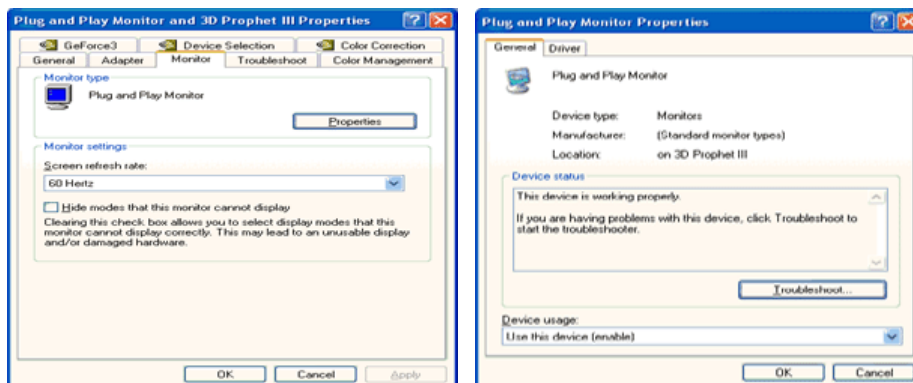 Plug and Play Monitor and 3D Prophet III Properties
GeForce3 Device Selection Color Correction
General Adapter Monitor Troubleshoot Color Management
Monitor type
Plug and Play Monitor
Properties
Monitor settings
Screen refresh rate:
60 Hertz
Hide modes that this monitor cannot display
Clearing this check box allows you to select display modes that this
monitor cannot display correctly. This may lead to an unusable display
and/or damaged hardware.
OK Cancel Apply
Plug and Play Monitor Properties
General Driver
Plug and Play Monitor
Device type: Monitors
Manufacturer: (Standard monitor types)
Location: on 3D Prophet III
Device status
This device is working properly.
If you are having problems with this device, click Troubleshoot to
start the troubleshooter.
Troubleshoot...
Device usage:
Use this device (enable)
OK Cancel